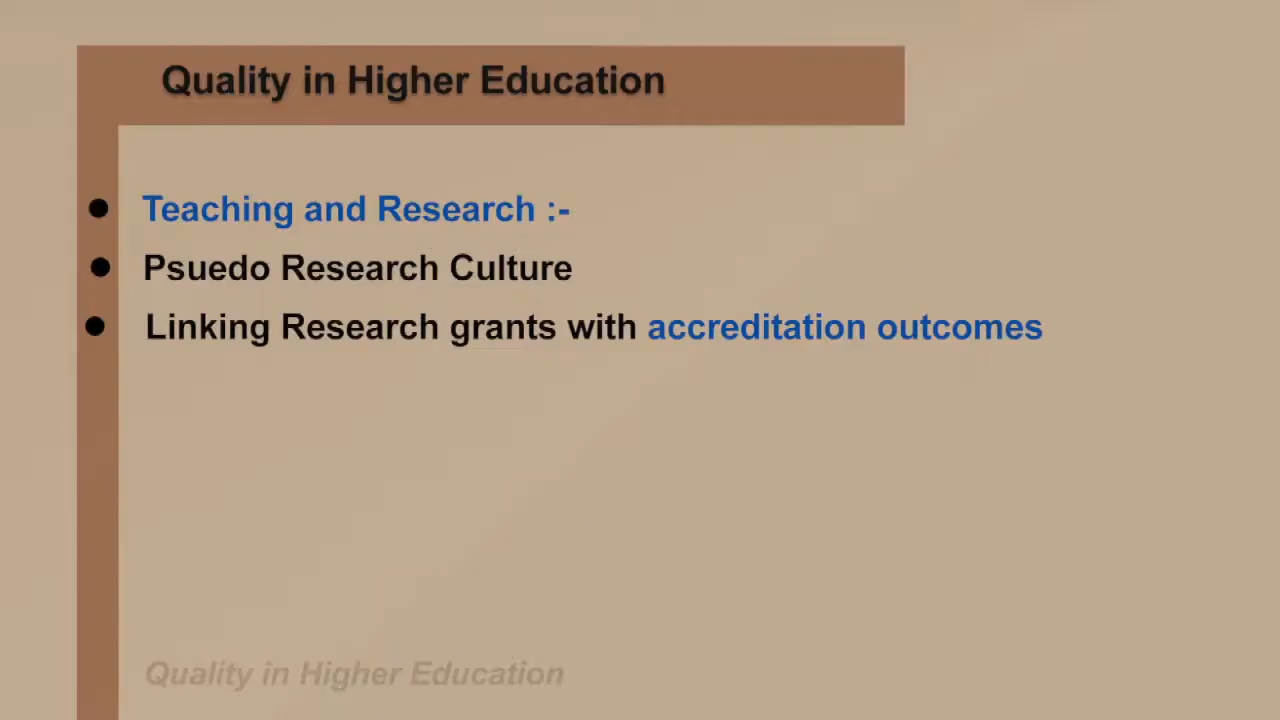 Quality in Higher Education
● Teaching and Research :-
● Psuedo Research Culture
● Linking Research grants with accreditation outcomes
Quality in Higher Education